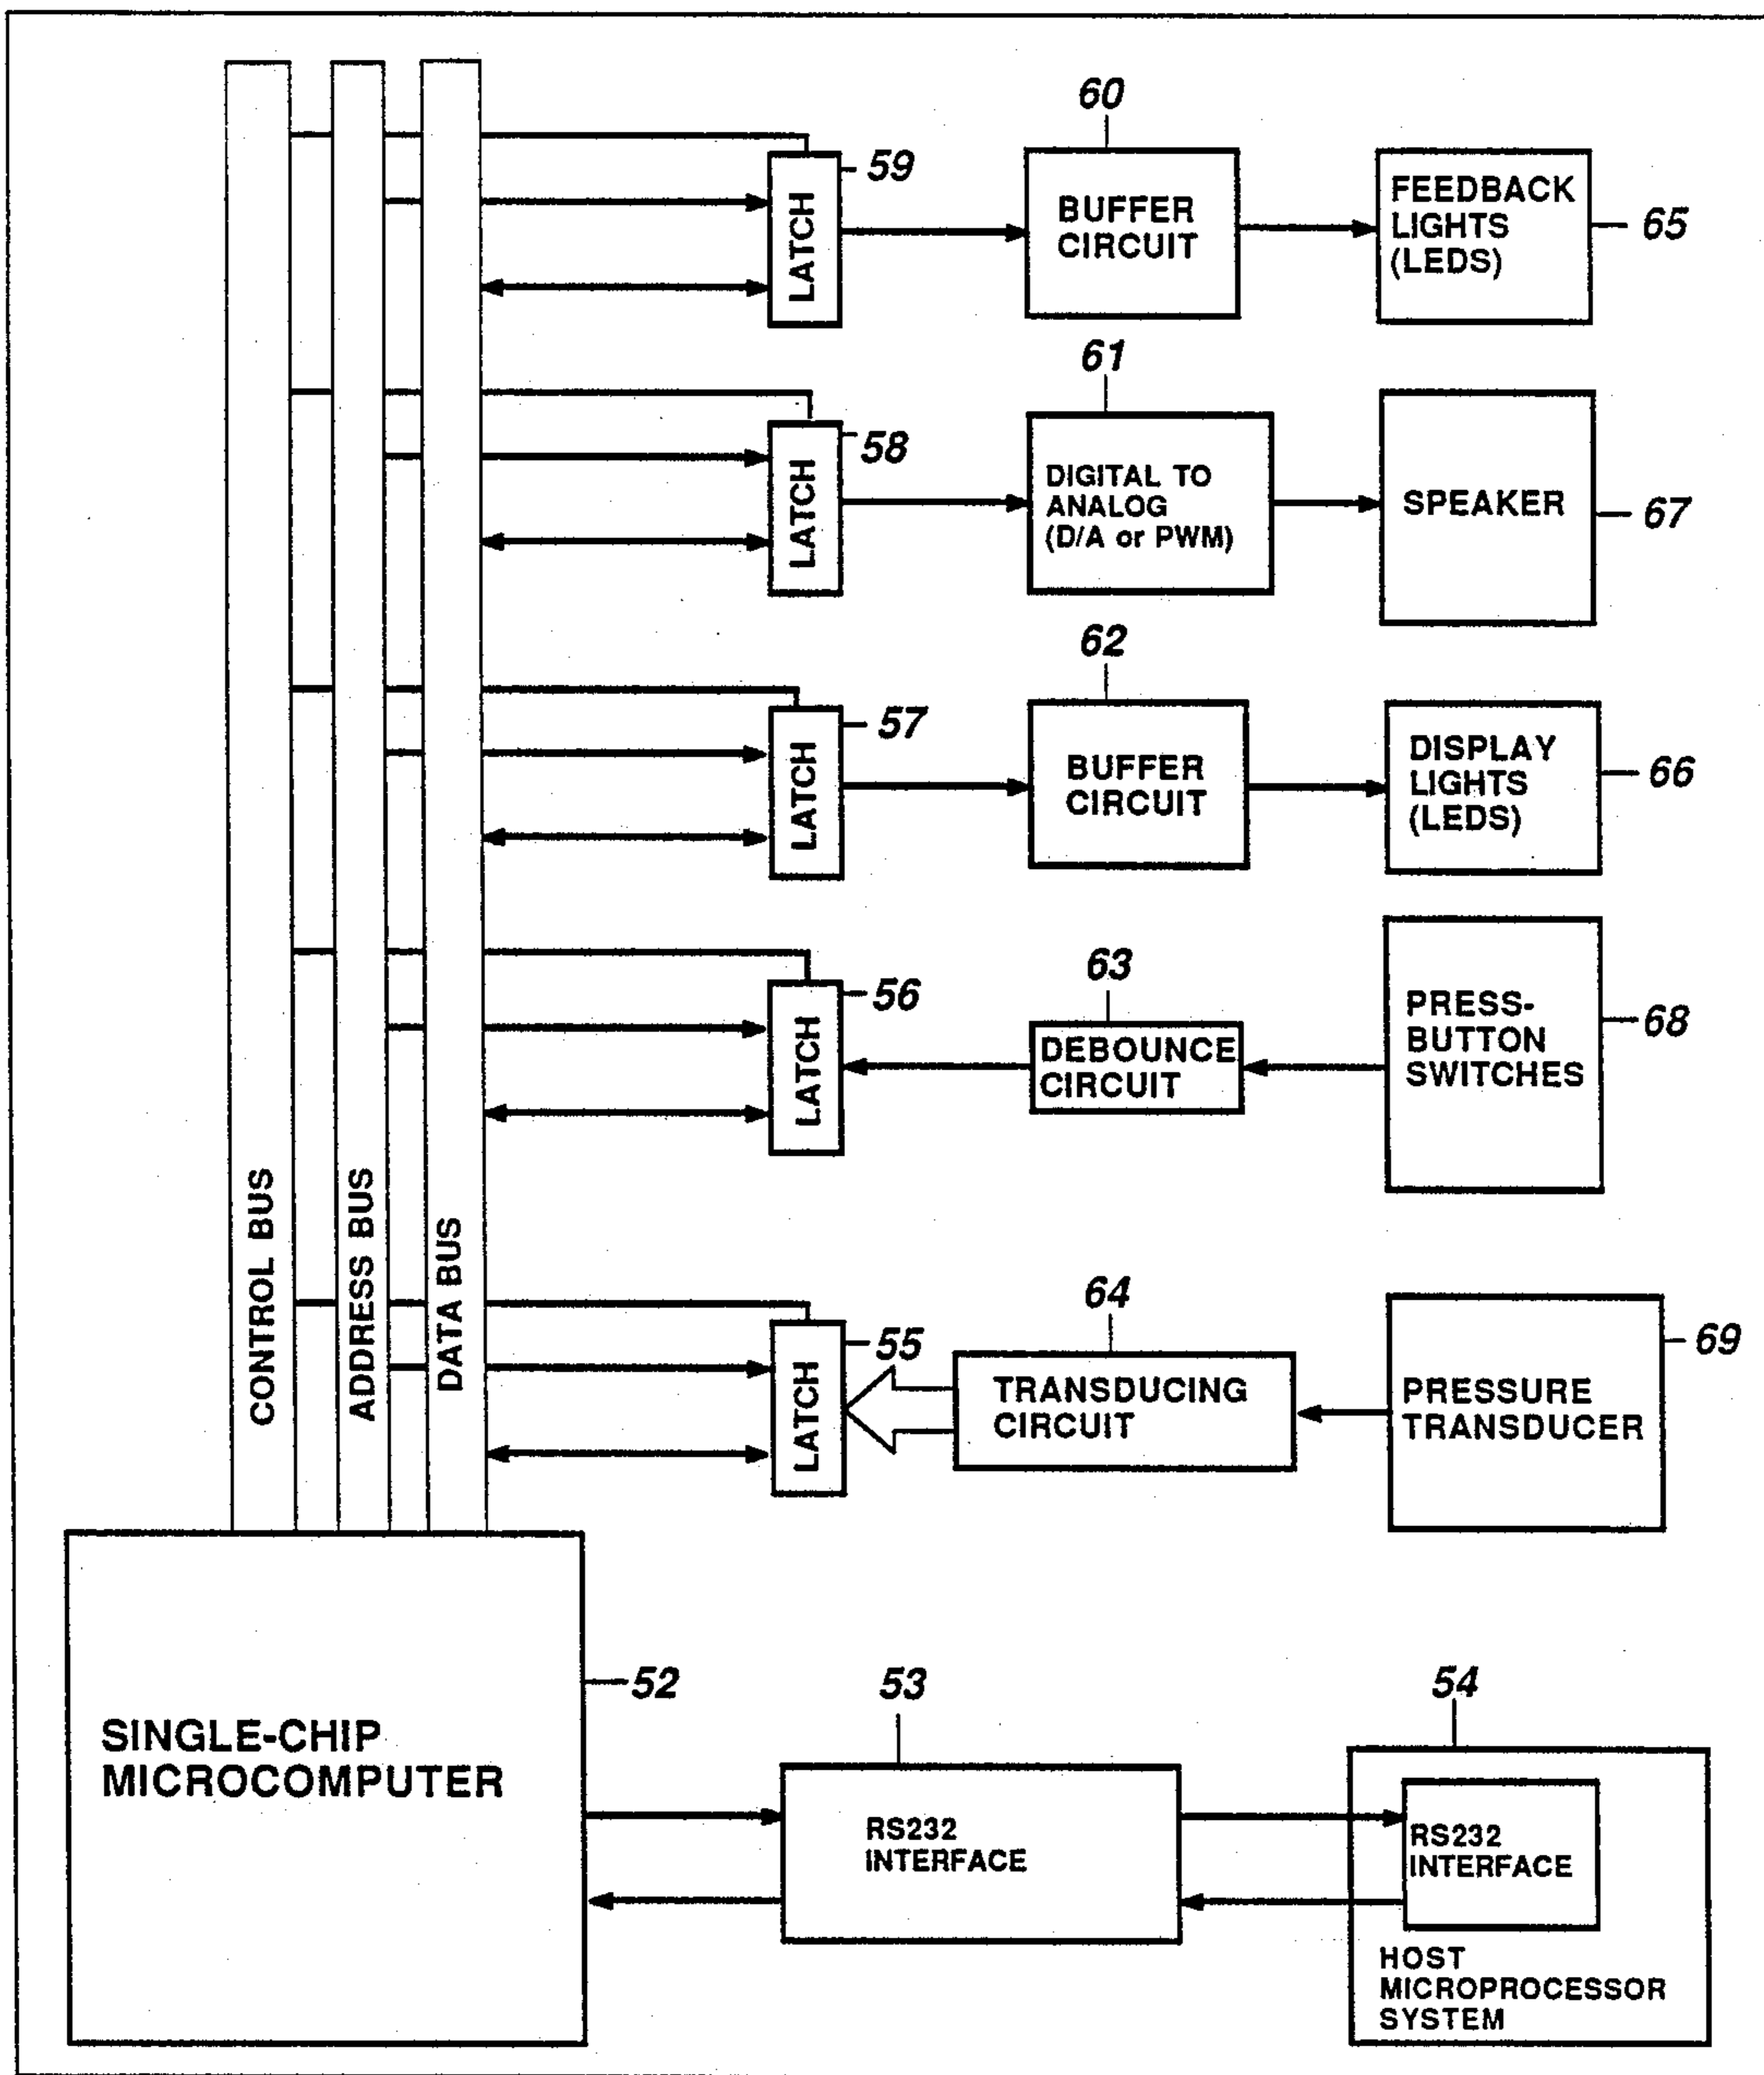 60
59
LATCH
BUFFER
CIRCUIT
FEEDBACK
LIGHTS
(LEDS)
65
61
58
LATCH
DIGITAL TO
ANALOG
(D/A or PWM)
SPEAKER
67
62
57
LATCH
BUFFER
CIRCUIT
DISPLAY
LIGHTS
(LEDS)
66
63
56
LATCH
DEBOUNCE
CIRCUIT
PRESS-
BUTTON
SWITCHES
68
CONTROL BUS
ADDRESS BUS
DATA BUS
64
55
LATCH
TRANSDUCING
CIRCUIT
PRESSURE
TRANSDUCER
69
52
SINGLE-CHIP
MICROCOMPUTER
53
RS232
INTERFACE
54
RS232
INTERFACE
HOST
MICROPROCESSOR
SYSTEM